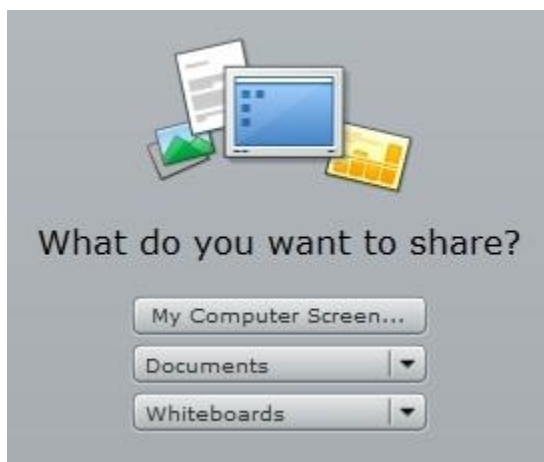 What do you want to share?
My Computer Screen...
Documents
Whiteboards